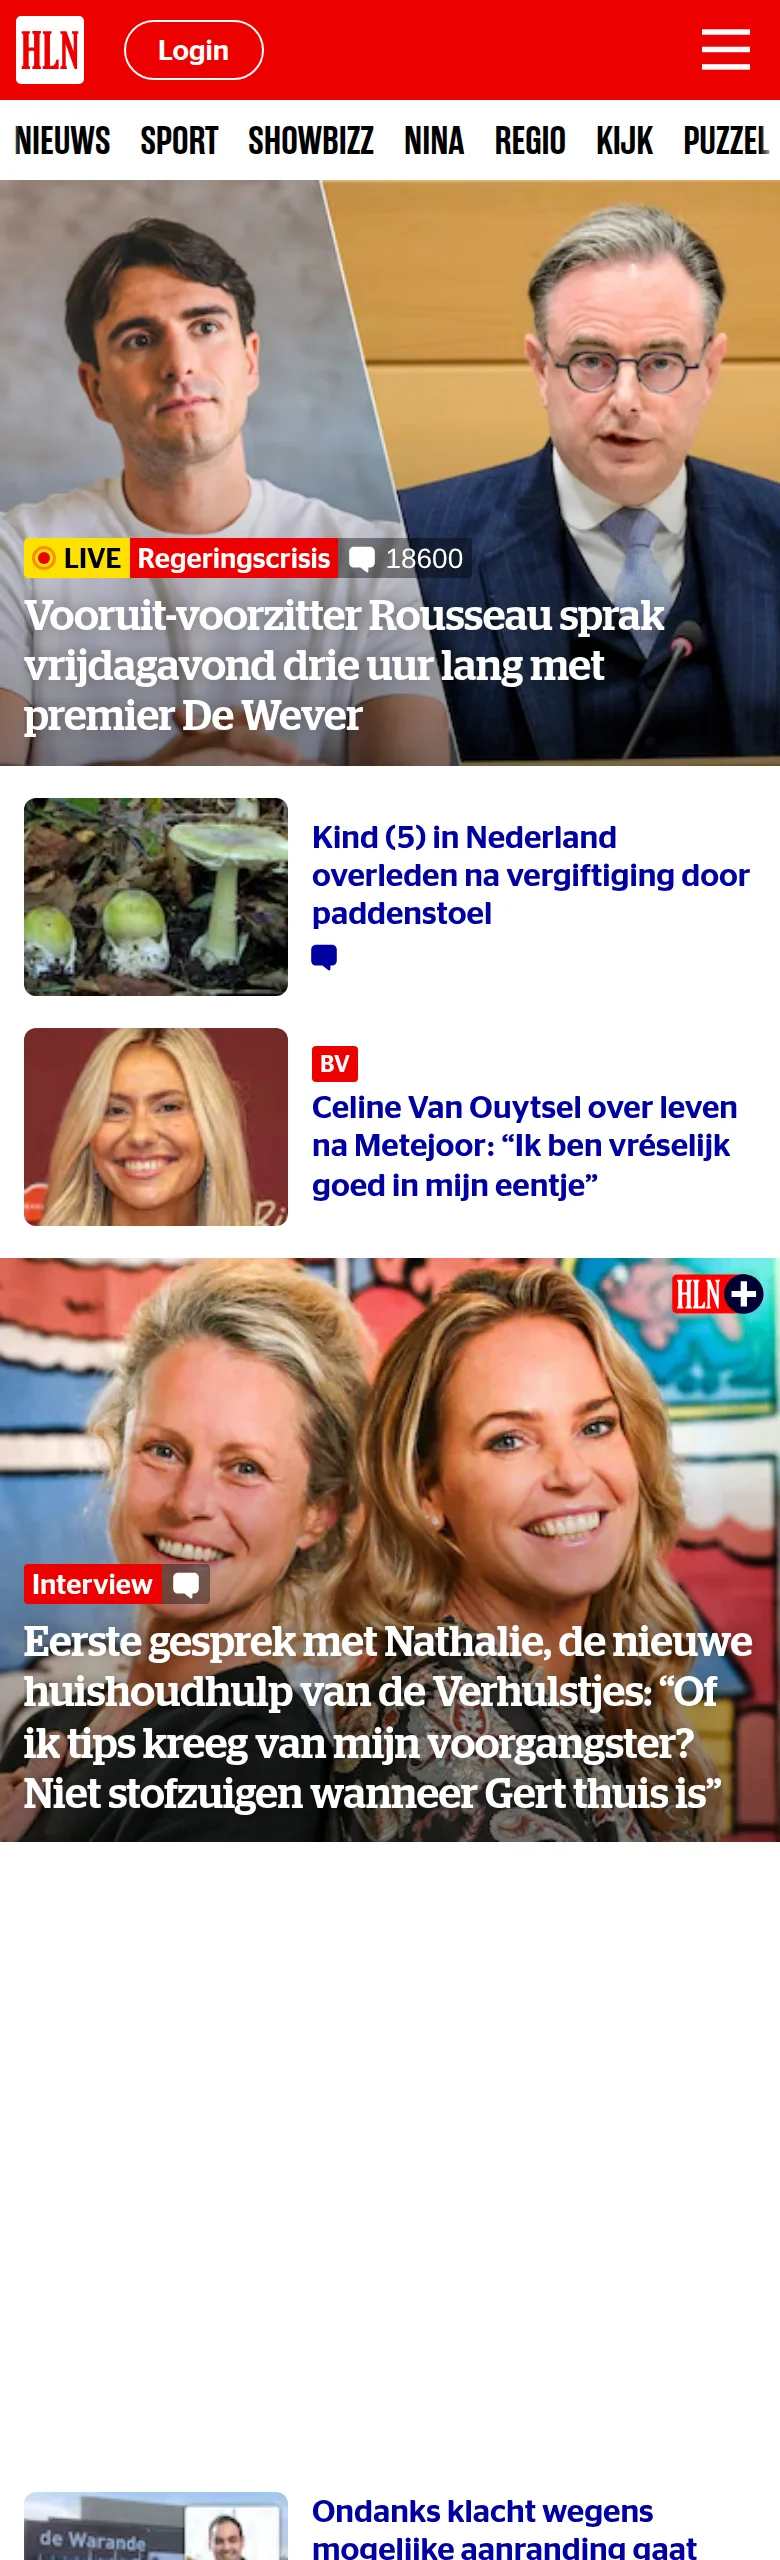 HLN
Login
NIEUWS SPORT SHOWBIZZ NINA REGIO KIJK PUZZEL
LIVE Regeringscrisis 18600
Vooruit-voorzitter Rousseau sprak
vrijdagavond drie uur lang met
premier De Wever
Kind (5) in Nederland
overleden na vergiftiging door
paddenstoel
BV
Celine Van Ouytsel over leven
na Metejoor: “Ik ben vréselijk
goed in mijn eentje”
HLN+
Interview
Eerste gesprek met Nathalie, de nieuwe
huishoudhulp van de Verhulstjes: “Of
ik tips kreeg van mijn voorgangster?
Niet stofzuigen wanneer Gert thuis is”
de Warande
Ondanks klacht wegens
mogelijke aanranding gaat